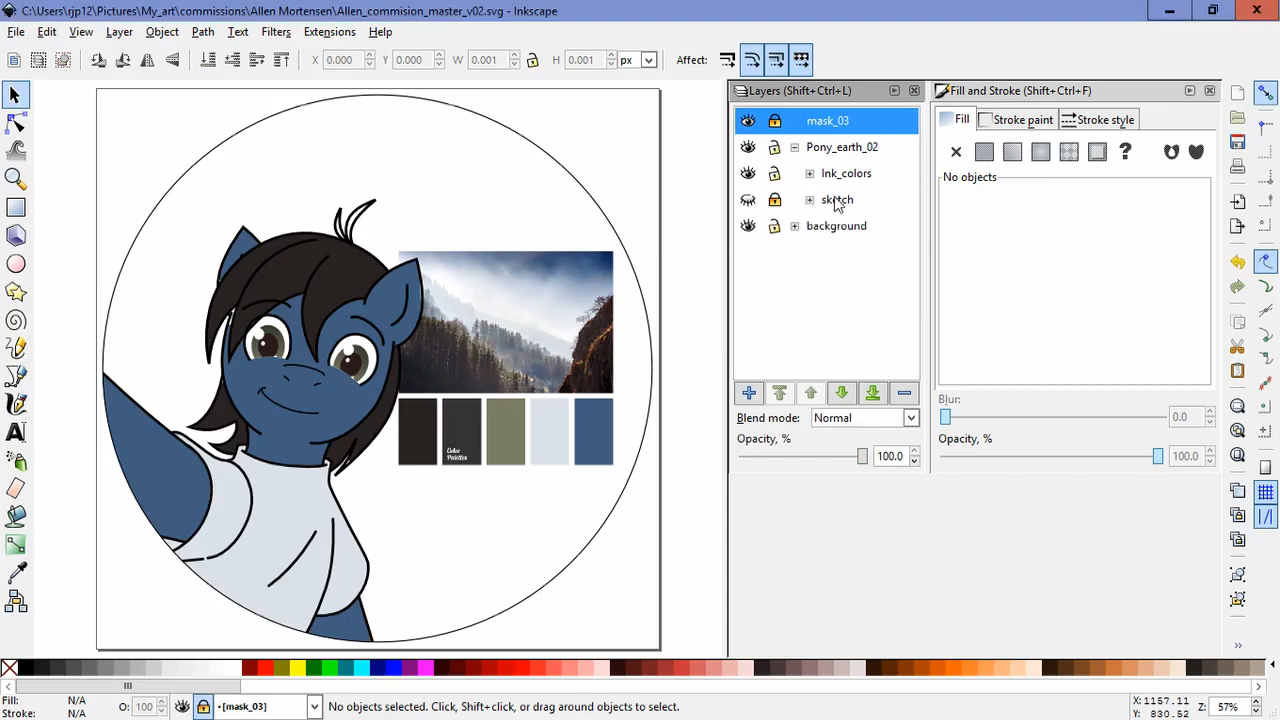 C:\Users\rjp12\Pictures\My_art\commissions\Allen Mortensen\Allen_commision_master_v02.svg - Inkscape
File Edit View Layer Object Path Text Filters Extensions Help
X 0.000 Y 0.000 W 0.001 H 0.001 px Affect:
Layers (Shift+Ctrl+L) Fill and Stroke (Shift+Ctrl+F)
mask_03 Fill Stroke paint Stroke style
Pony_earth_02 ?
Ink_colors No objects
sketch
background
Blend mode: Normal Blur: 0.0
Opacity, % 100.0 Opacity, % 100.0
Color
Palettes
Fill: N/A O: 100 •[mask_03] No objects selected. Click, Shift+click, or drag around objects to select. X:1157.11 Z: 57%
Stroke: N/A Y: 830.52